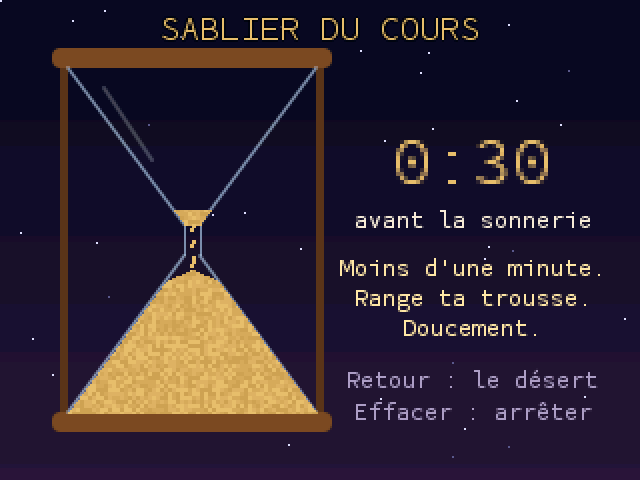 SABLIER DU COURS
0:30
avant la sonnerie
Moins d'une minute.
Range ta trousse.
Doucement.
Retour : le désert
Effacer : arrêter